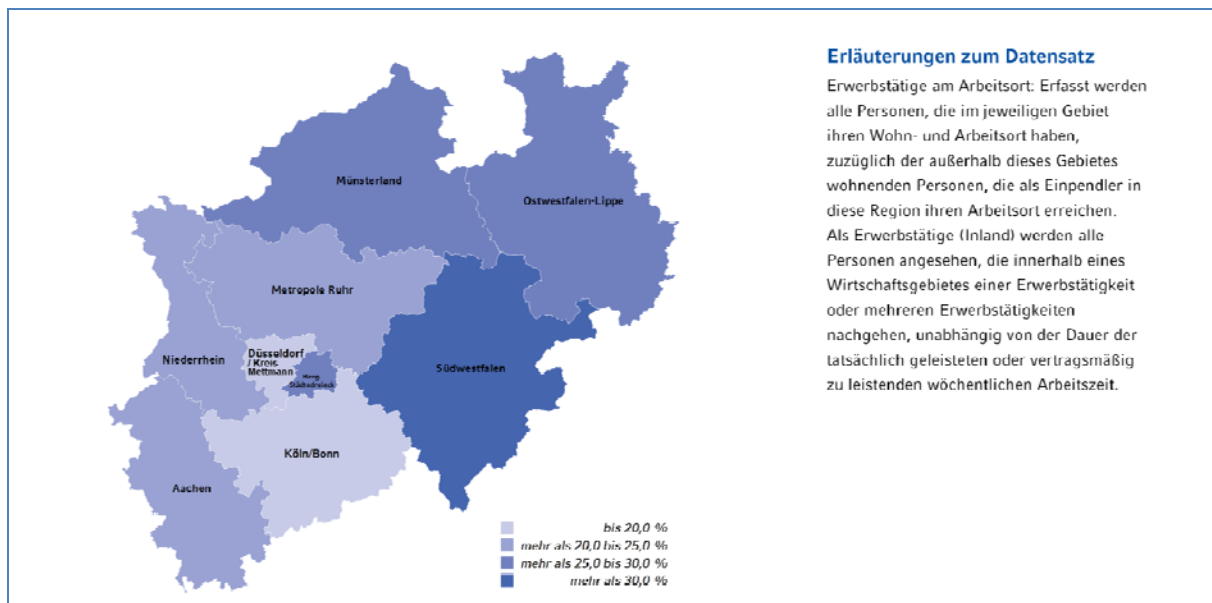 Erläuterungen zum Datensatz
Erwerbstätige am Arbeitsort: Erfasst werden
alle Personen, die im jeweiligen Gebiet
ihren Wohn- und Arbeitsort haben,
zuzüglich der außerhalb dieses Gebietes
wohnenden Personen, die als Einpendler in
diese Region ihren Arbeitsort erreichen.
Als Erwerbstätige (Inland) werden alle
Personen angesehen, die innerhalb eines
Wirtschaftsgebietes einer Erwerbstätigkeit
oder mehreren Erwerbstätigkeiten
nachgehen, unabhängig von der Dauer der
tatsächlich geleisteten oder vertragsmäßig
zu leistenden wöchentlichen Arbeitszeit.
Münsterland
Ostwestfalen-Lippe
Metropole Ruhr
Düsseldorf
/ Kreis
Mettmann
Niederrhein
Berg.
Städtedreieck
Südwestfalen
Köln/Bonn
Aachen
bis 20,0 %
mehr als 20,0 bis 25,0 %
mehr als 25,0 bis 30,0 %
mehr als 30,0 %